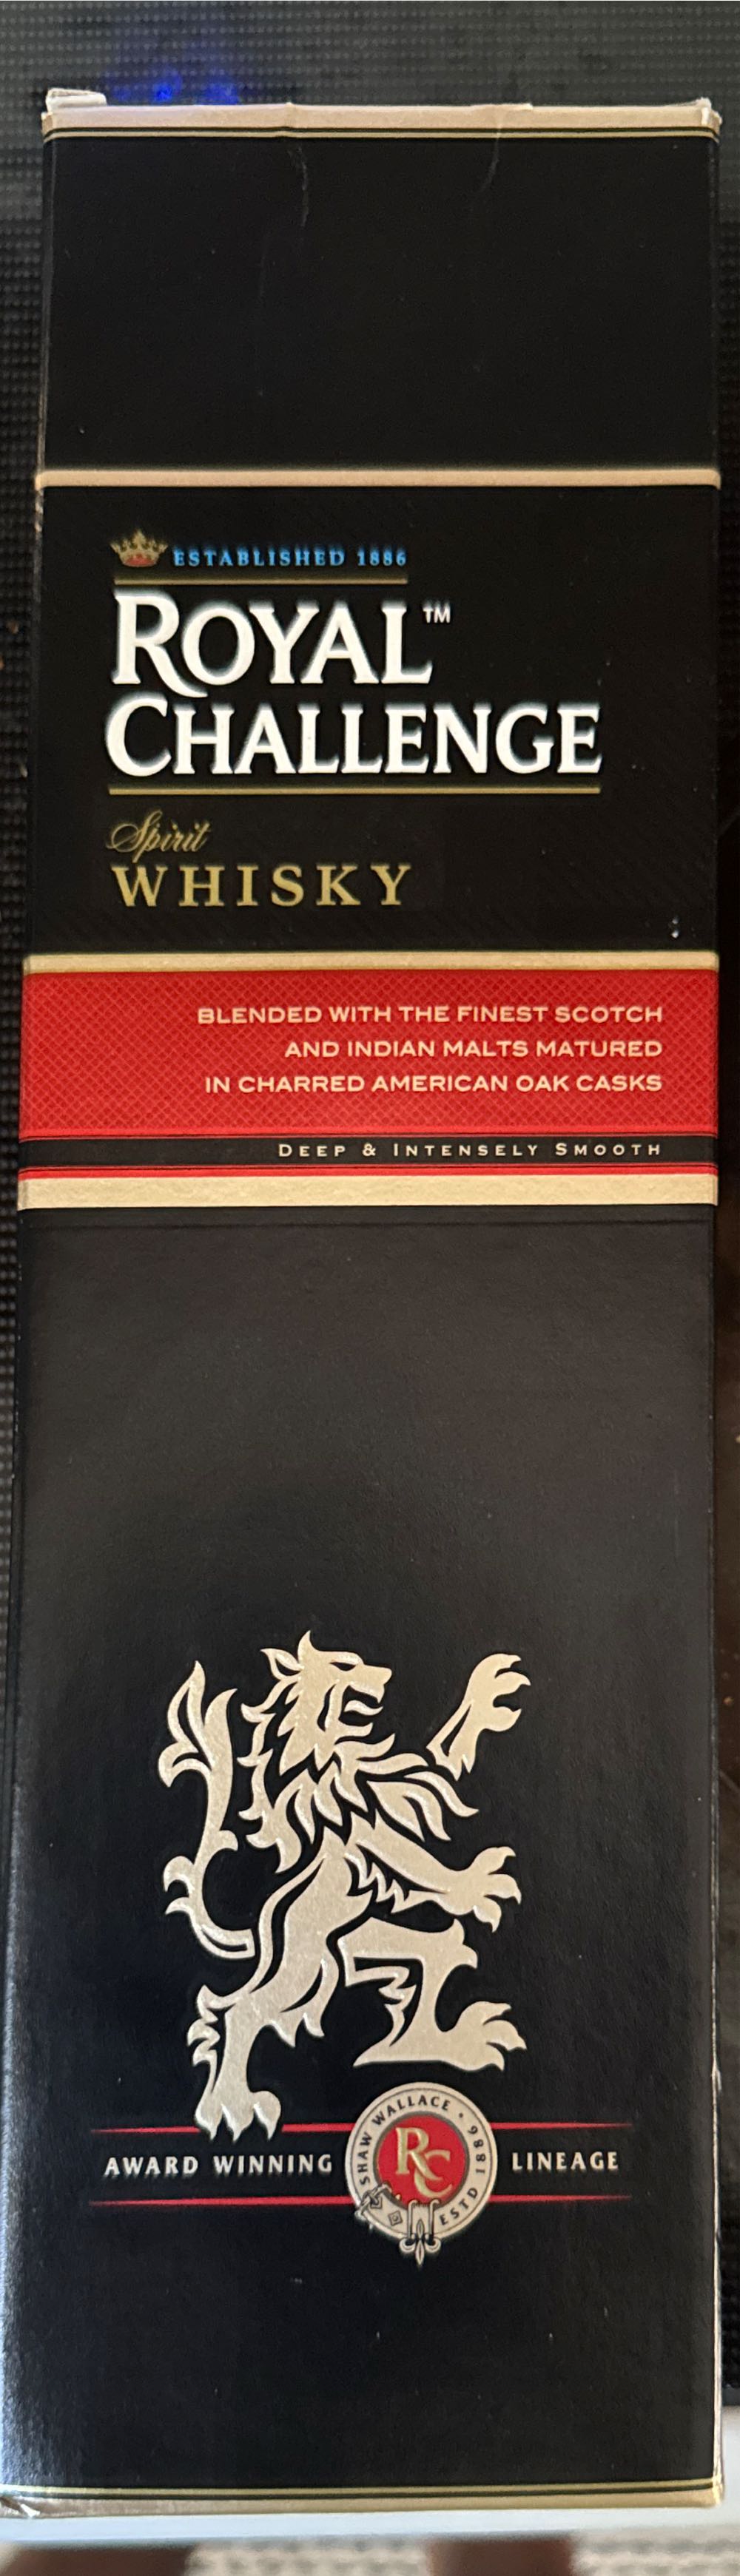 ESTABLISHED 1886
ROYAL™
CHALLENGE
Spirit
WHISKY
BLENDED WITH THE FINEST SCOTCH
AND INDIAN MALTS MATURED
IN CHARRED AMERICAN OAK CASKS
DEEP & INTENSELY SMOOTH
SHAW WALLACE • ESTD 1886
RC
AWARD WINNING LINEAGE